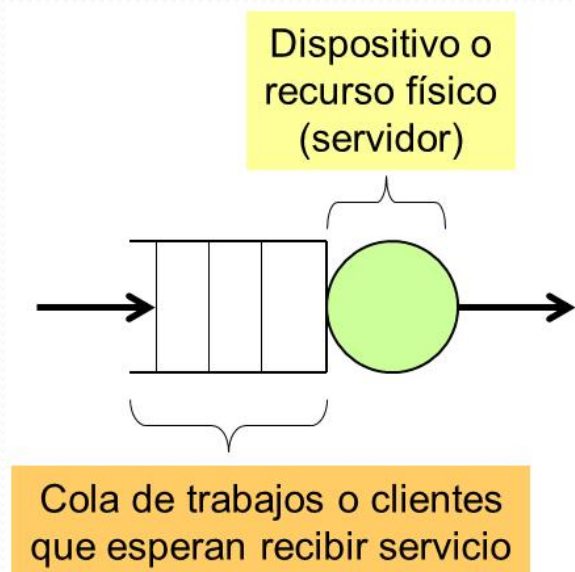 Dispositivo o
recurso físico
(servidor)
Cola de trabajos o clientes
que esperan recibir servicio